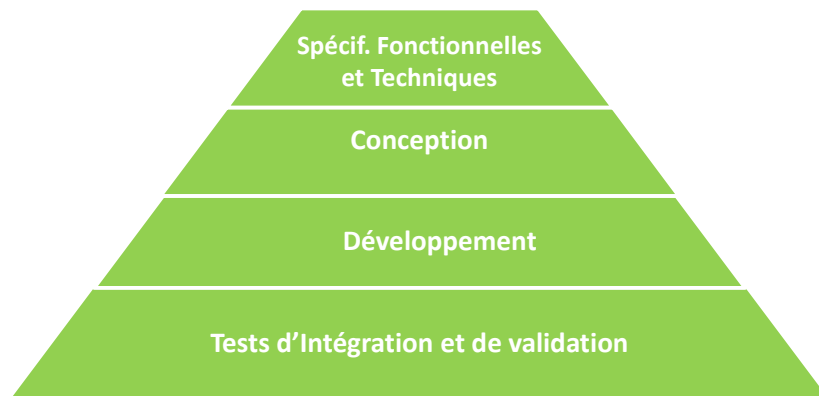 Spécif. Fonctionnelles
et Techniques
Conception
Développement
Tests d’Intégration et de validation